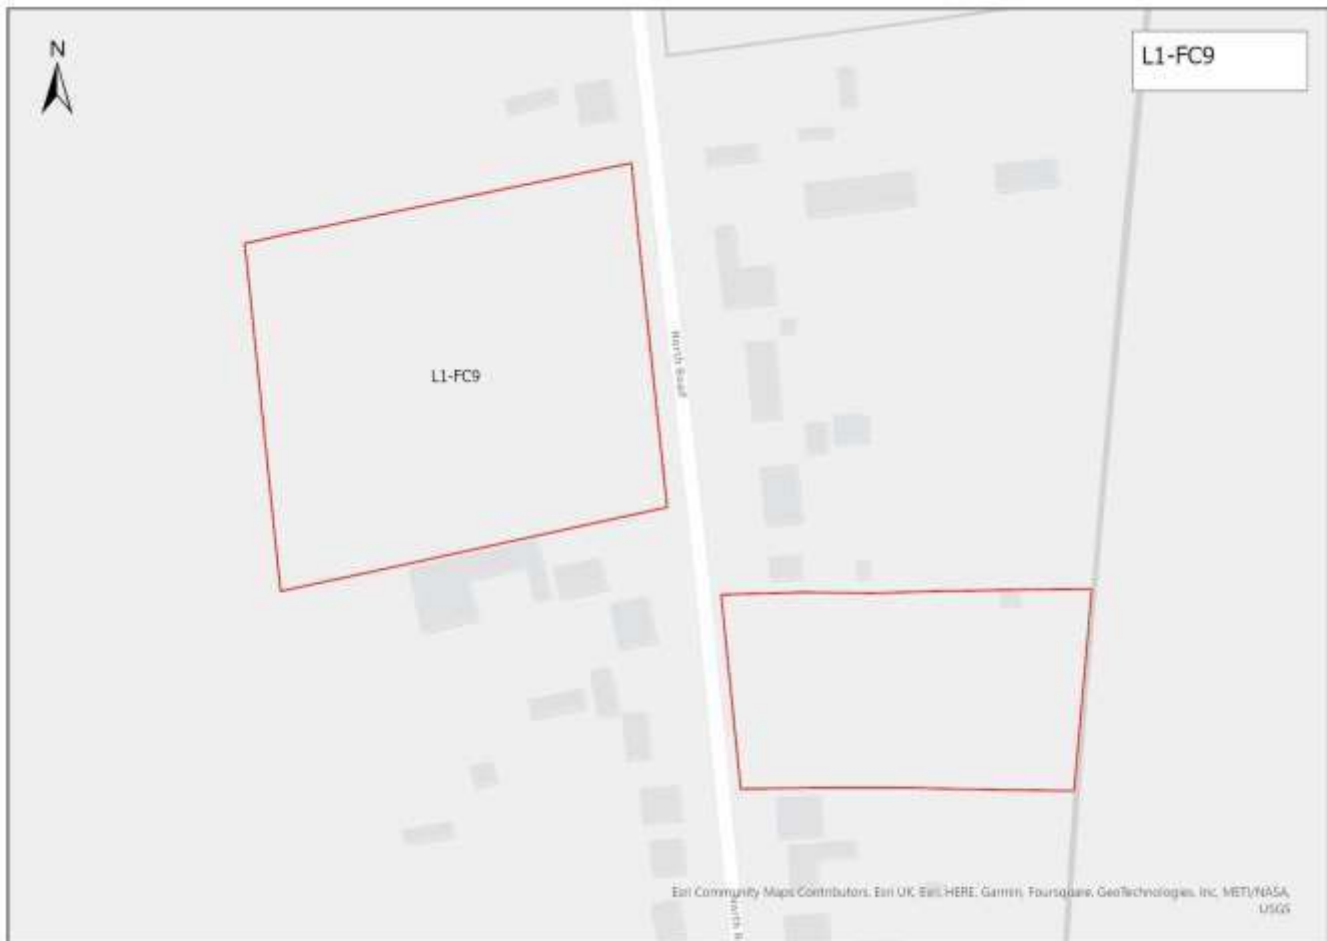 N
L1-FC9
L1-FC9
North Road
Esri Community Maps Contributors, Esri UK, Esri, HERE, Garmin, Foursquare, GeoTechnologies, Inc, METI/NASA,
USGS
North R